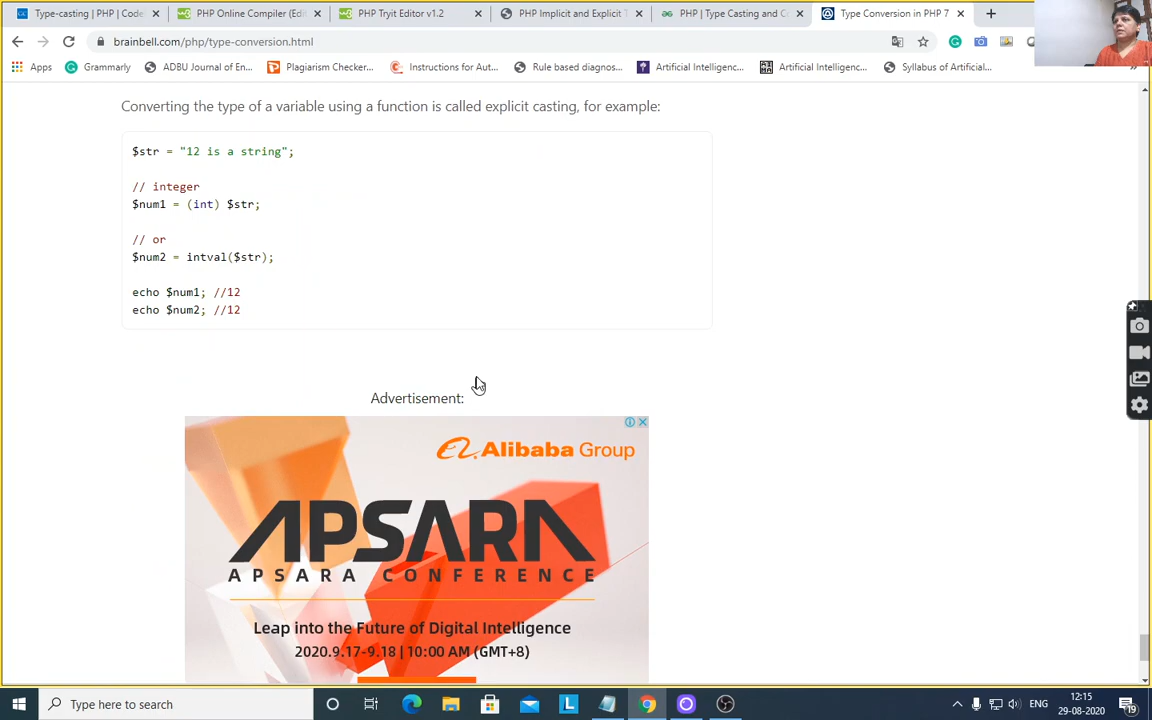 Type-casting | PHP | Code
PHP Online Compiler (Edi
PHP Tryit Editor v1.2
PHP Implicit and Explicit T
PHP | Type Casting and Co
Type Conversion in PHP 7
brainbell.com/php/type-conversion.html
Apps
Grammarly
ADBU Journal of En...
Plagiarism Checker...
Instructions for Aut...
Rule based diagnos...
Artificial Intelligenc...
Artificial Intelligenc...
Syllabus of Artificial...
Converting the type of a variable using a function is called explicit casting, for example:
$str = "12 is a string";
// integer
$num1 = (int) $str;
// or
$num2 = intval($str);
echo $num1; //12
echo $num2; //12
Advertisement:
Alibaba Group
APSARA
APSARA CONFERENCE
Leap into the Future of Digital Intelligence
2020.9.17-9.18 | 10:00 AM (GMT+8)
Type here to search
ENG
12:15
29-08-2020
19